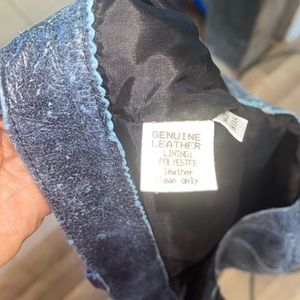 GENUINE
LEATHER
LINING:
POLYESTER
leather
clean only